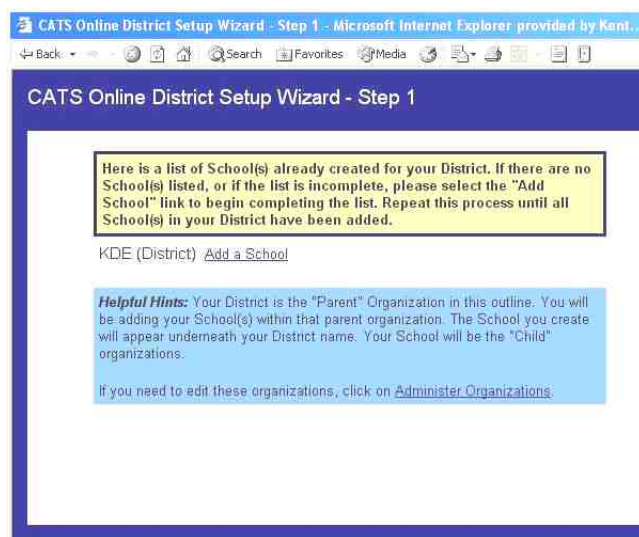 CATS Online District Setup Wizard - Step 1 - Microsoft Internet Explorer provided by Kent...
Back Search Favorites Media
CATS Online District Setup Wizard - Step 1
Here is a list of School(s) already created for your District. If there are no
School(s) listed, or if the list is incomplete, please select the "Add
School" link to begin completing the list. Repeat this process until all
School(s) in your District have been added.
KDE (District) Add a School
Helpful Hints: Your District is the "Parent" Organization in this outline. You will
be adding your School(s) within that parent organization. The School you create
will appear underneath your District name. Your School will be the "Child"
organizations.
If you need to edit these organizations, click on Administer Organizations.